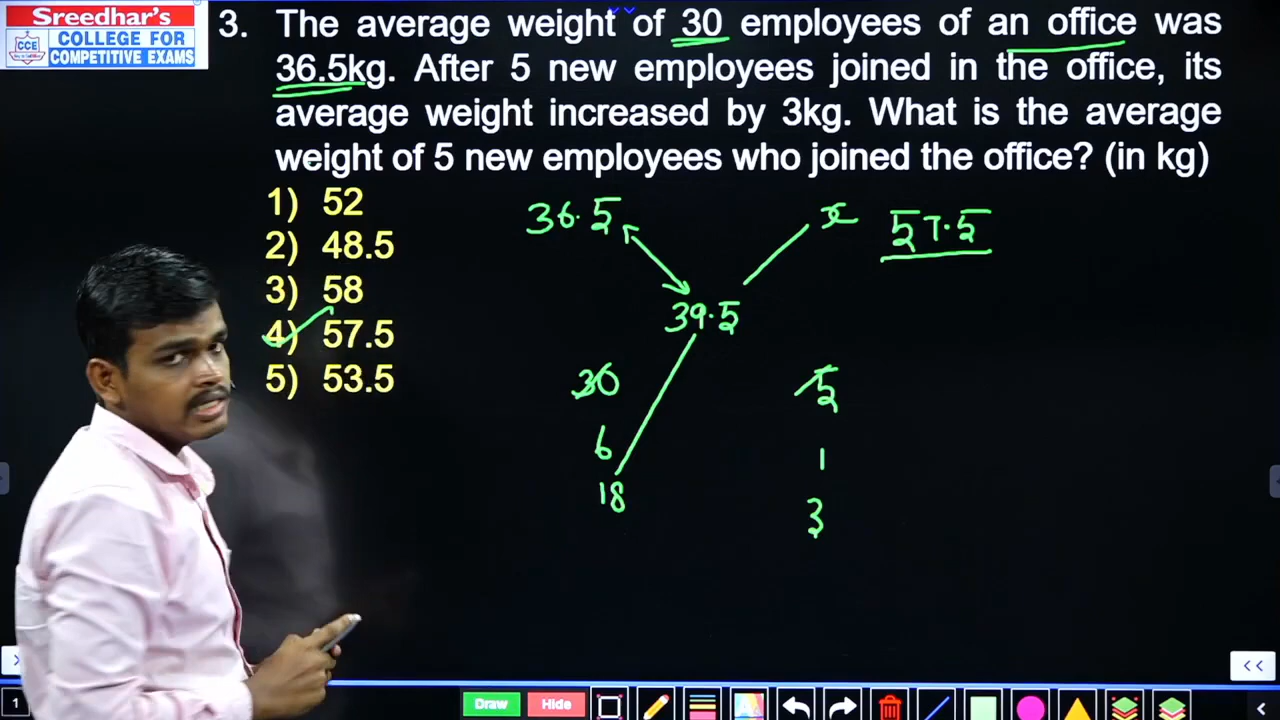 Sreedhar's
CCE
COLLEGE FOR
COMPETITIVE EXAMS
3. The average weight of 30 employees of an office was
36.5kg. After 5 new employees joined in the office, its
average weight increased by 3kg. What is the average
weight of 5 new employees who joined the office? (in kg)
1) 52
2) 48.5
3) 58
4) 57.5
5) 53.5
36.5 x 57.5
39.5
30 5
6 1
18 3
1 Draw Hide